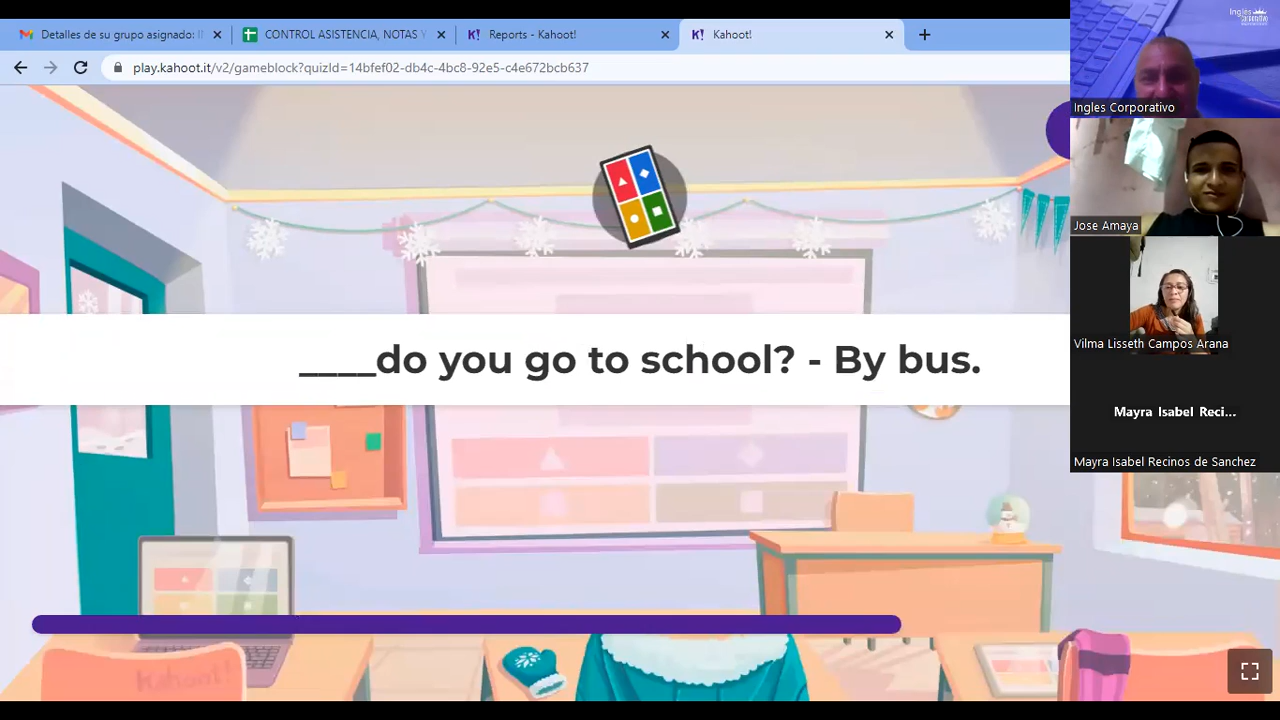 Detalles de su grupo asignado: I
CONTROL ASISTENCIA, NOTAS
Reports - Kahoot!
Kahoot!
play.kahoot.it/v2/gameblock?quizId=14bfef02-db4c-4bc8-92e5-c4e672bcb637
____do you go to school? - By bus.
Kahoot!
Ingles
Ingles Corporativo
Jose Amaya
Vilma Lisseth Campos Arana
Mayra Isabel Reci...
Mayra Isabel Recinos de Sanchez